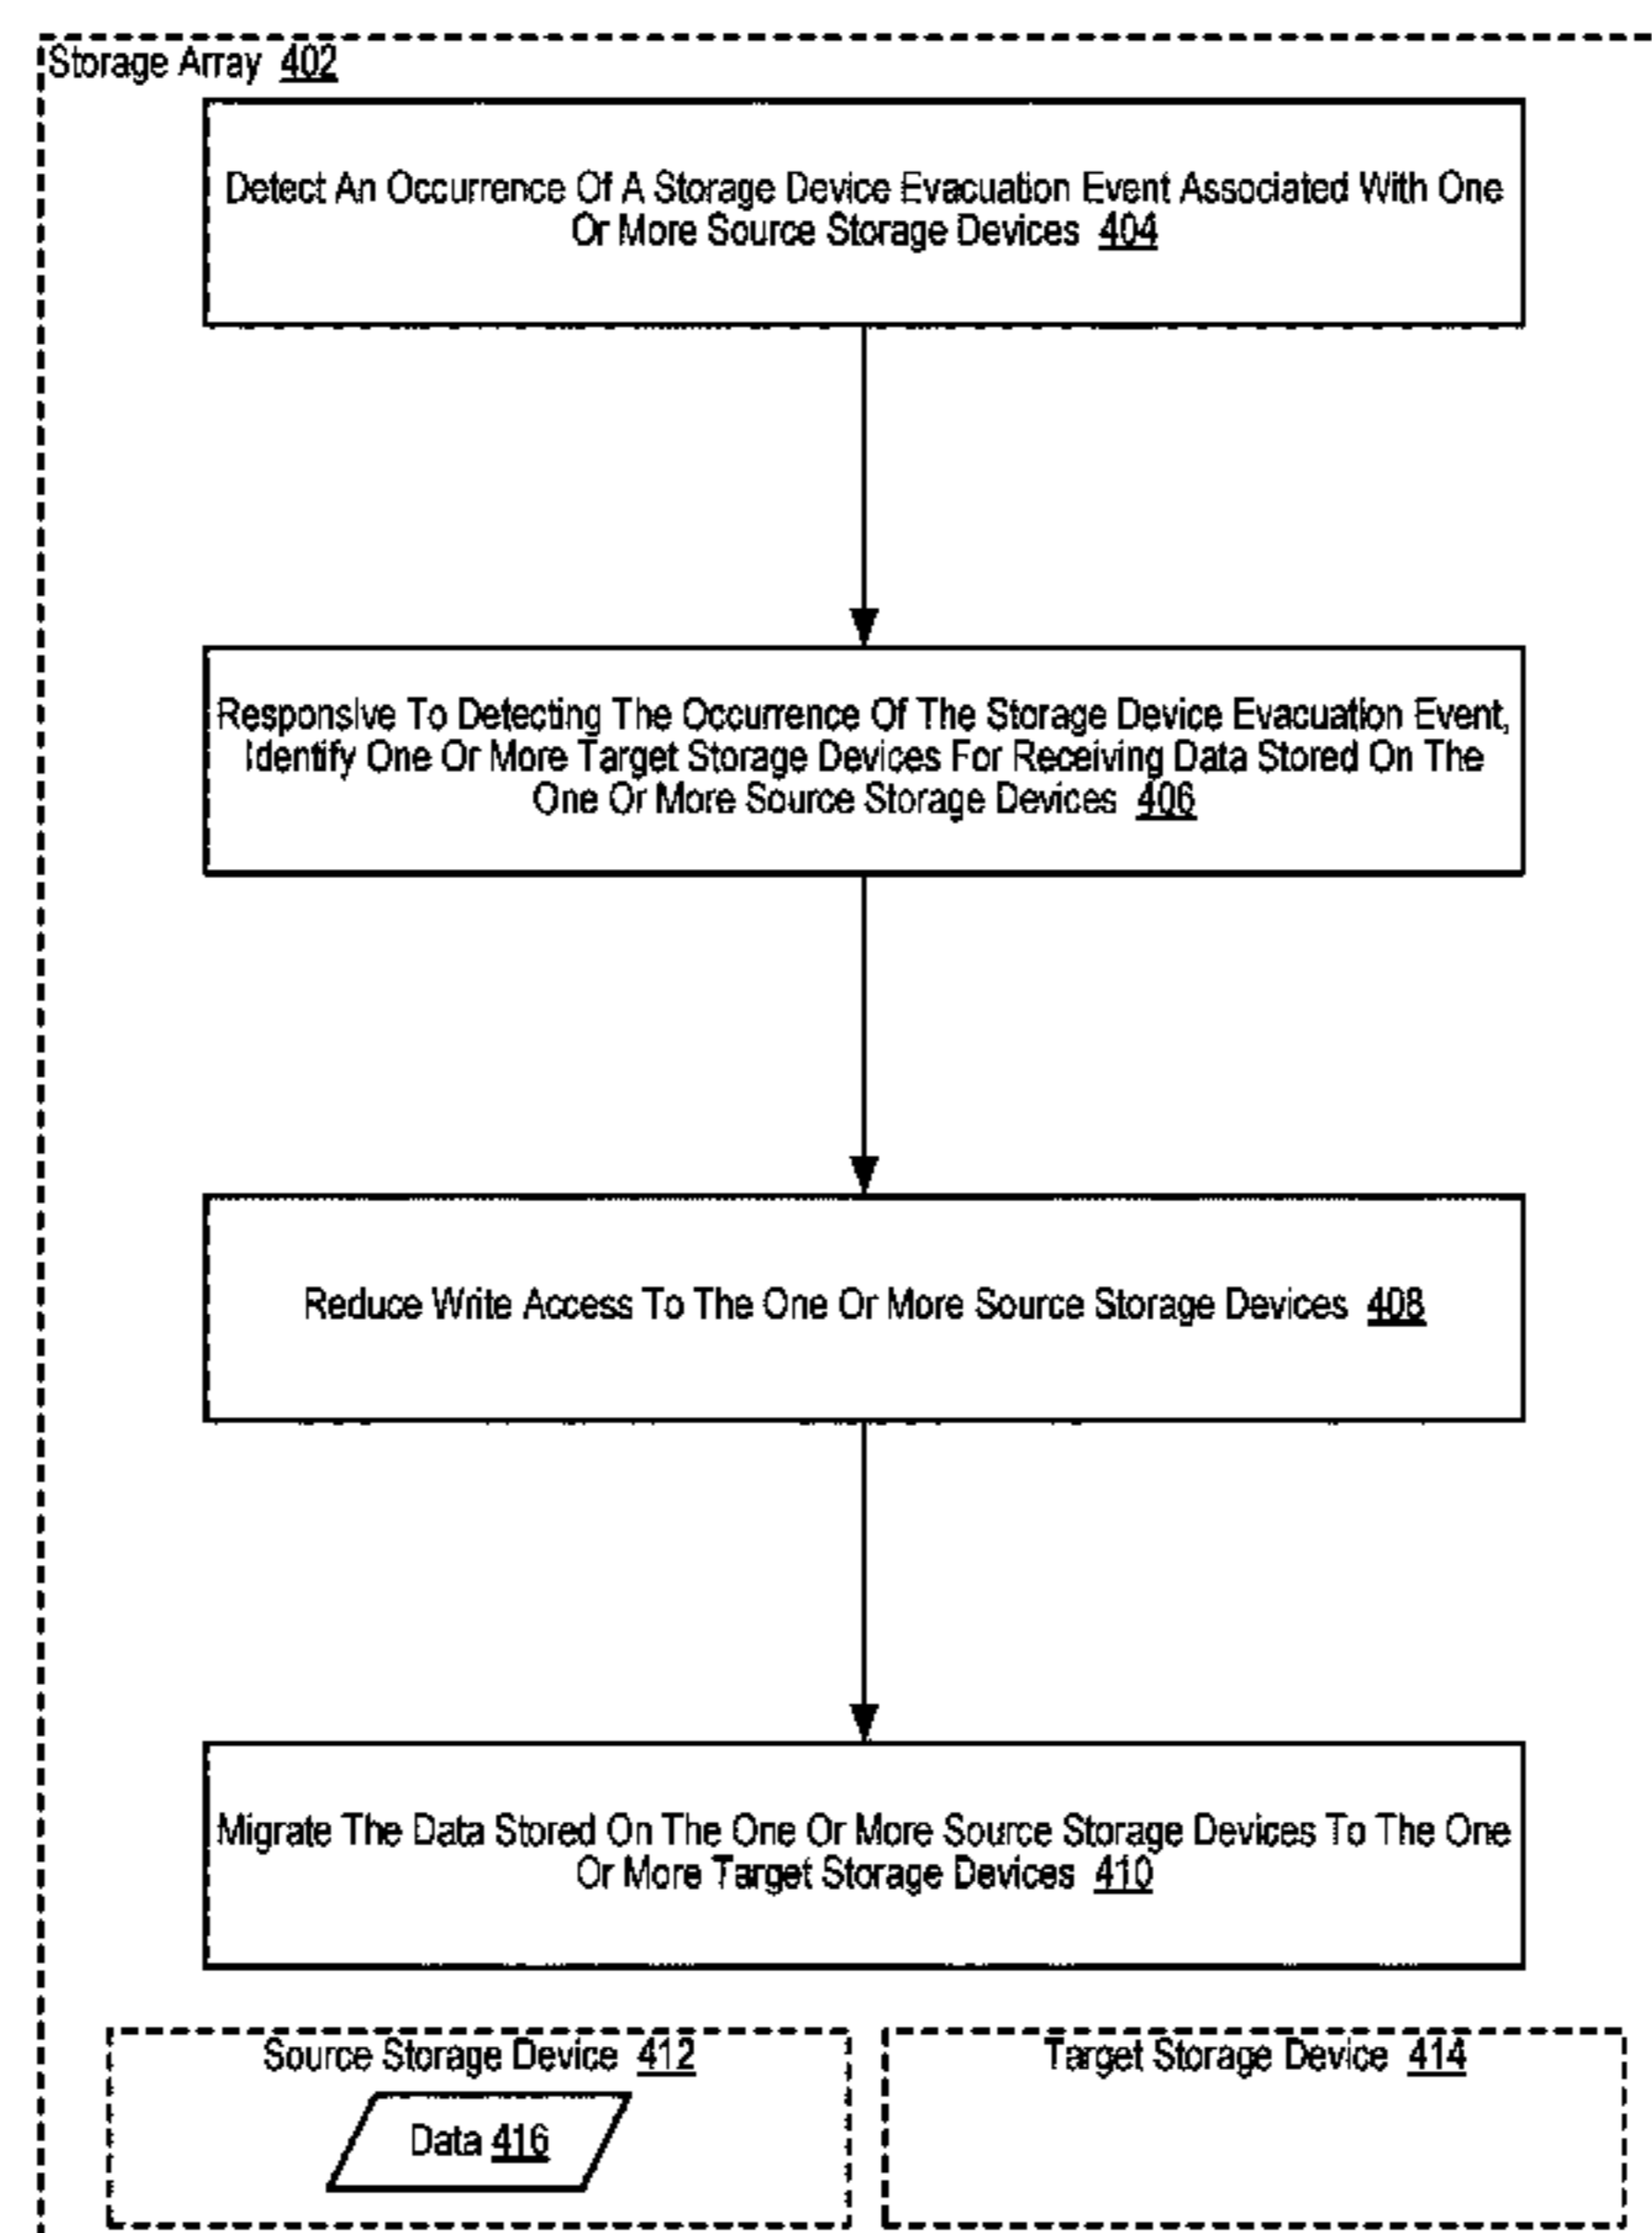 Storage Array 402
Detect An Occurrence Of A Storage Device Evacuation Event Associated With One
Or More Source Storage Devices 404
Responsive To Detecting The Occurrence Of The Storage Device Evacuation Event,
Identify One Or More Target Storage Devices For Receiving Data Stored On The
One Or More Source Storage Devices 406
Reduce Write Access To The One Or More Source Storage Devices 408
Migrate The Data Stored On The One Or More Source Storage Devices To The One
Or More Target Storage Devices 410
Source Storage Device 412
Target Storage Device 414
Data 416